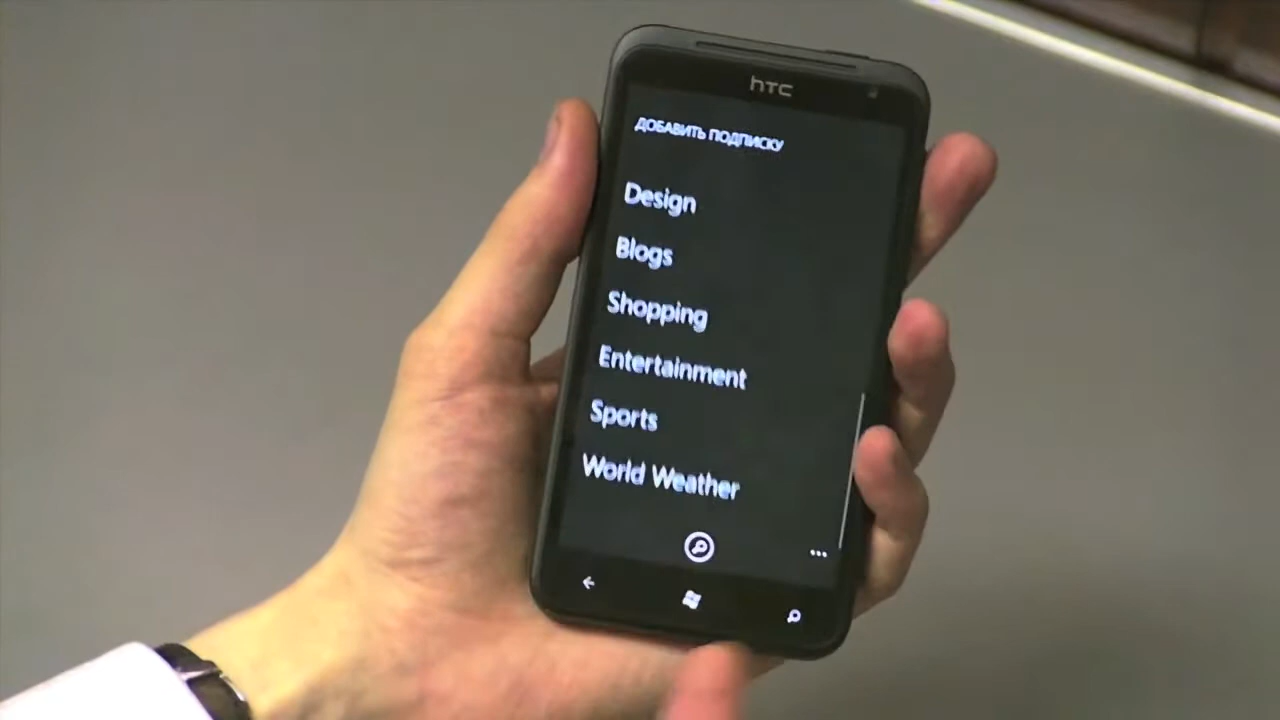 hTC
ДОБАВИТЬ ПОДПИСКУ
Design
Blogs
Shopping
Entertainment
Sports
World Weather